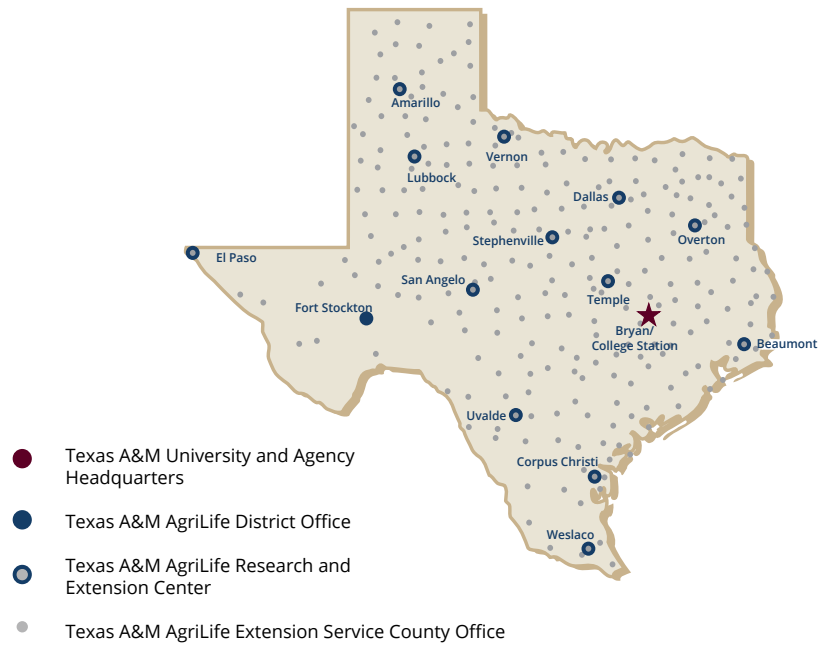 Amarillo
Vernon
Lubbock
Dallas
Overton
Stephenville
El Paso
San Angelo
Temple
Fort Stockton
Bryan/
College Station
Beaumont
Uvalde
Corpus Christi
Weslaco
Texas A&M University and Agency
Headquarters
Texas A&M AgriLife District Office
Texas A&M AgriLife Research and
Extension Center
Texas A&M AgriLife Extension Service County Office